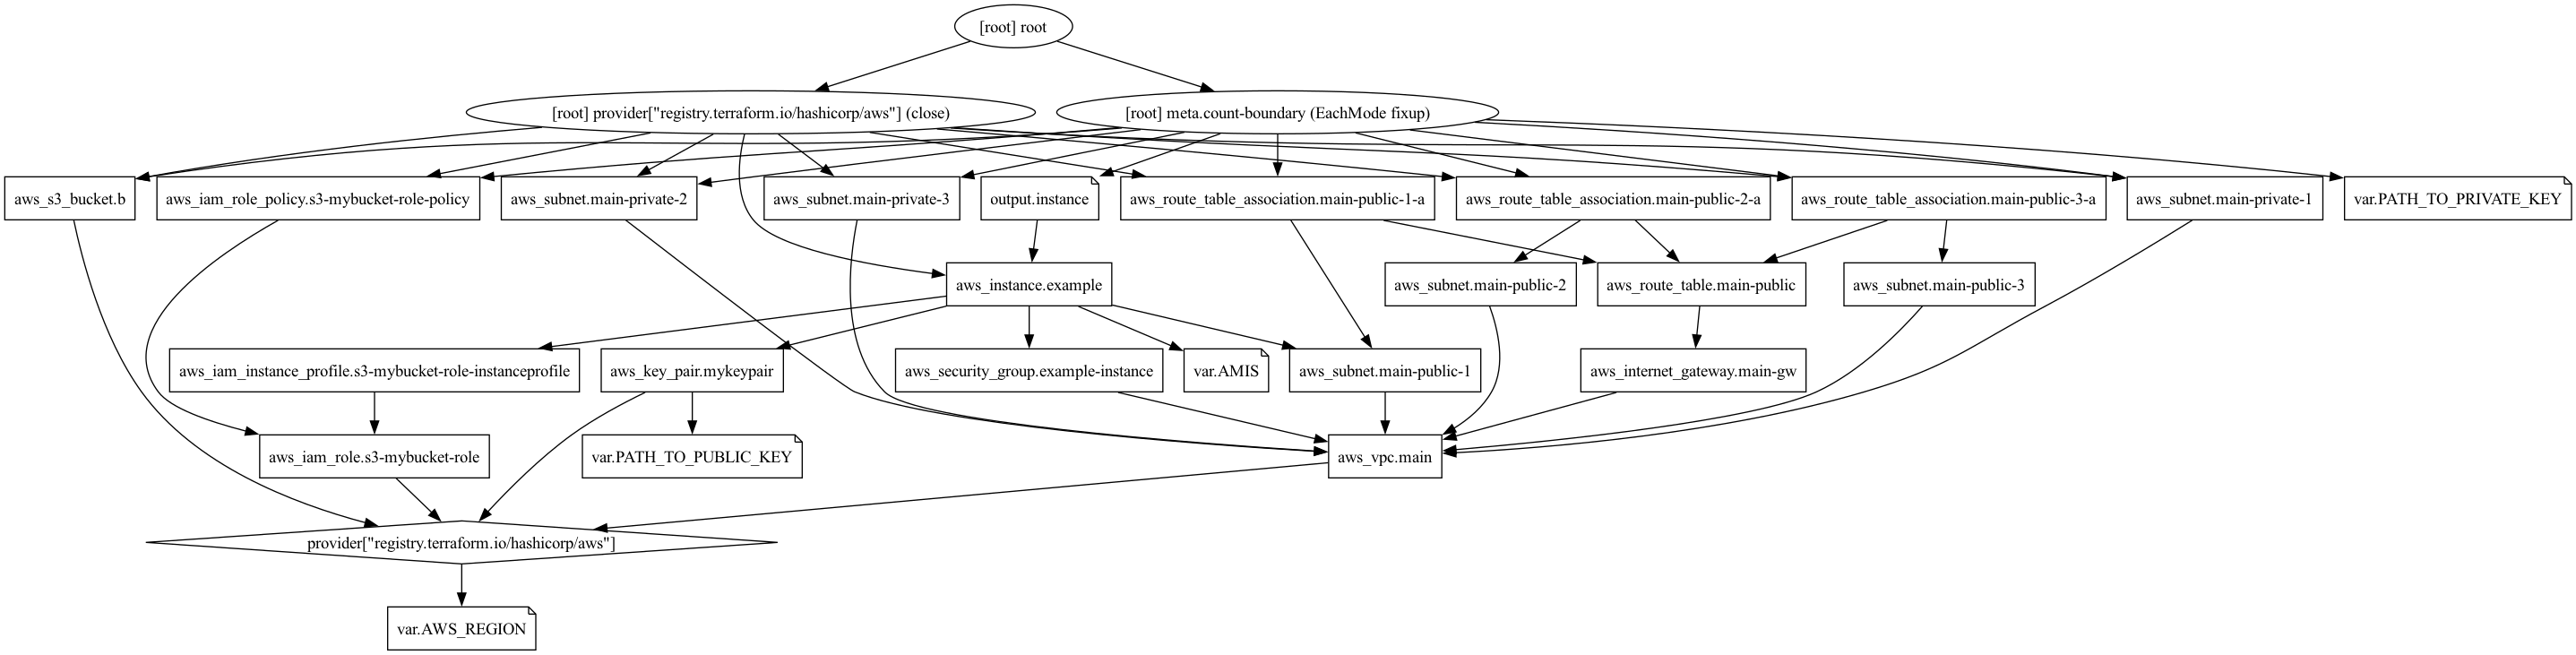 [root] root
[root] provider["registry.terraform.io/hashicorp/aws"] (close)
[root] meta.count-boundary (EachMode fixup)
aws_s3_bucket.b
aws_iam_role_policy.s3-mybucket-role-policy
aws_subnet.main-private-2
aws_subnet.main-private-3
output.instance
aws_route_table_association.main-public-1-a
aws_route_table_association.main-public-2-a
aws_route_table_association.main-public-3-a
aws_subnet.main-private-1
var.PATH_TO_PRIVATE_KEY
aws_instance.example
aws_subnet.main-public-2
aws_route_table.main-public
aws_subnet.main-public-3
aws_iam_instance_profile.s3-mybucket-role-instanceprofile
aws_key_pair.mykeypair
aws_security_group.example-instance
var.AMIS
aws_subnet.main-public-1
aws_internet_gateway.main-gw
aws_iam_role.s3-mybucket-role
var.PATH_TO_PUBLIC_KEY
aws_vpc.main
provider["registry.terraform.io/hashicorp/aws"]
var.AWS_REGION